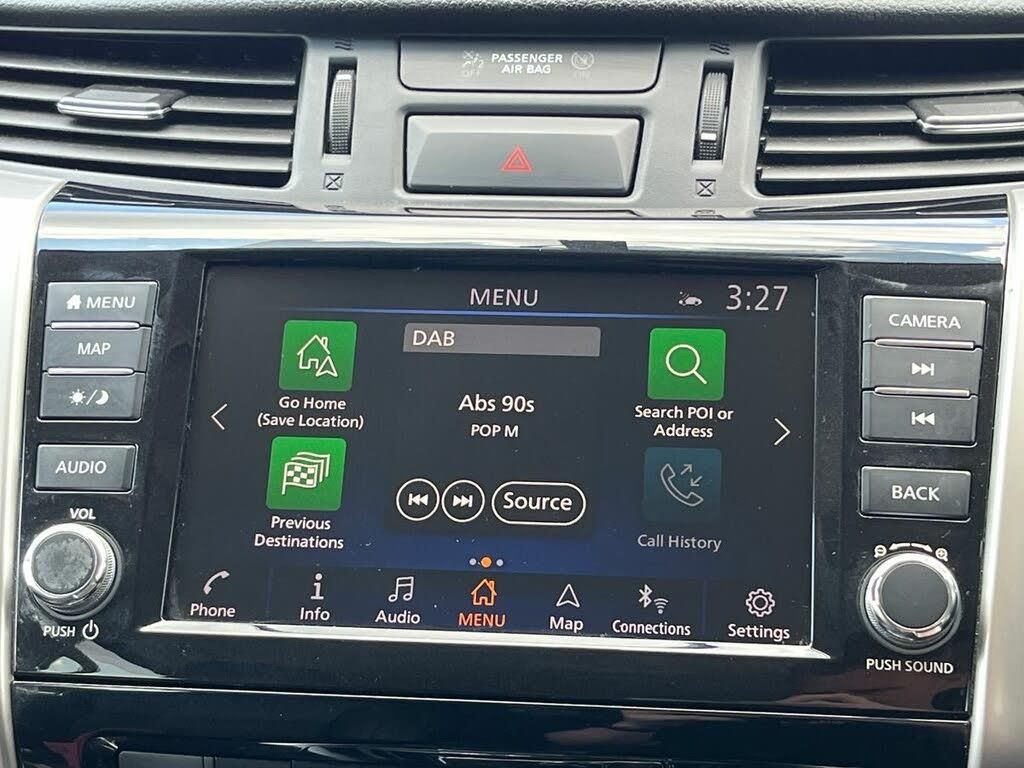 PASSENGER
AIR BAG
OFF
ON
MENU
MAP
AUDIO
VOL
PUSH
MENU
3:27
Go Home
(Save Location)
Previous
Destinations
DAB
Abs 90s
POP M
Source
Search POI or
Address
Call History
Phone
Info
Audio
MENU
Map
Connections
Settings
CAMERA
BACK
PUSH SOUND